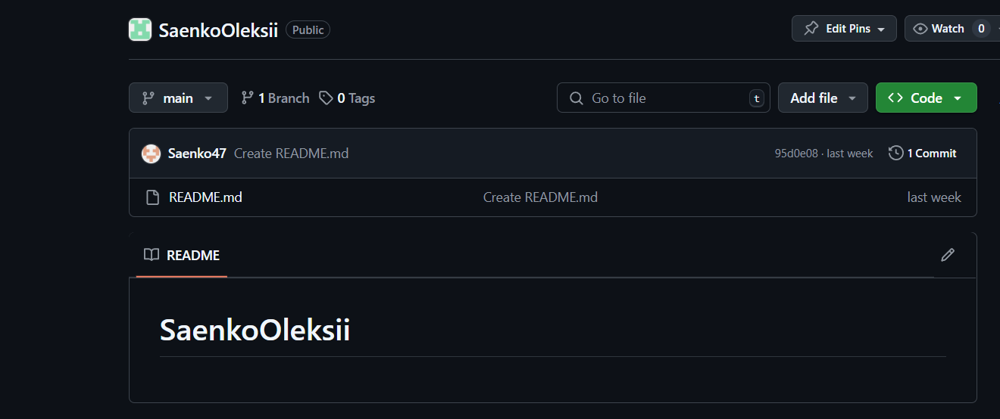 SaenkoOleksii Public Edit Pins Watch 0
main 1 Branch 0 Tags Go to file t Add file Code
Saenko47 Create README.md 95d0e08 · last week 1 Commit
README.md Create README.md last week
README
SaenkoOleksii